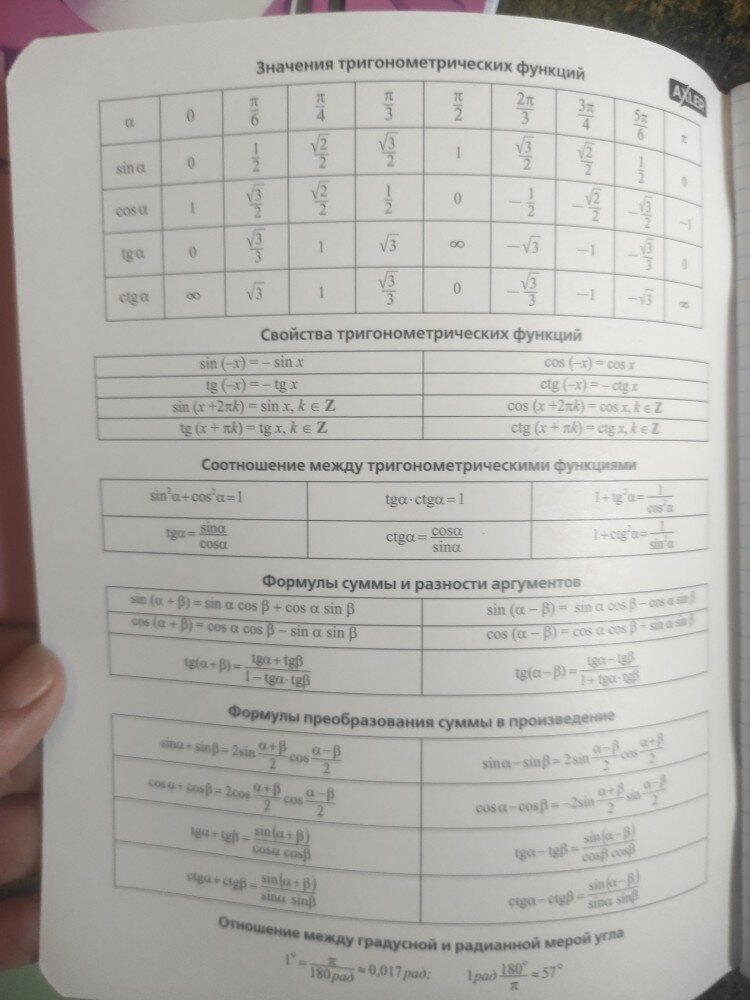 Значения тригонометрических функций
AXLER
α 0 π/6 π/4 π/3 π/2 2π/3 3π/4 5π/6 π
sin α 0 1/2 √2/2 √3/2 1 √3/2 √2/2 1/2 0
cos α 1 √3/2 √2/2 1/2 0 −1/2 −√2/2 −√3/2 −1
tg α 0 √3/3 1 √3 ∞ −√3 −1 −√3/3 0
ctg α ∞ √3 1 √3/3 0 −√3/3 −1 −√3 ∞
Свойства тригонометрических функций
sin (−x) = − sin x cos (−x) = cos x
tg (−x) = − tg x ctg (−x) = − ctg x
sin (x +2πk) = sin x, k ∈ Z cos (x +2πk) = cos x, k ∈ Z
tg (x + πk) = tg x, k ∈ Z ctg (x + πk) = ctg x, k ∈ Z
Соотношение между тригонометрическими функциями
sin²α + cos²α = 1 tgα · ctgα = 1 1 + tg²α = 1/cos²α
tgα = sinα/cosα ctgα = cosα/sinα 1 + ctg²α = 1/sin²α
Формулы суммы и разности аргументов
sin (α + β) = sin α cos β + cos α sin β sin (α − β) = sin α cos β − cos α sin β
cos (α + β) = cos α cos β − sin α sin β cos (α − β) = cos α cos β + sin α sin β
tg(α + β) = (tgα + tgβ)/(1 − tgα · tgβ) tg(α − β) = (tgα − tgβ)/(1 + tgα · tgβ)
Формулы преобразования суммы в произведение
sinα + sinβ = 2sin (α+β)/2 cos (α−β)/2 sinα − sinβ = 2sin (α−β)/2 cos (α+β)/2
cosα + cosβ = 2cos (α+β)/2 cos (α−β)/2 cosα − cosβ = −2sin (α+β)/2 sin (α−β)/2
tgα + tgβ = sin(α + β)/(cosα cosβ) tgα − tgβ = sin(α − β)/(cosβ cosβ)
ctgα + ctgβ = sin(α + β)/(sinα sinβ) ctgα − ctgβ = sin(α − β)/(sinα sinβ)
Отношение между градусной и радианной мерой угла
1° = π/180 рад ≈ 0,017 рад; 1 рад 180°/π ≈ 57°